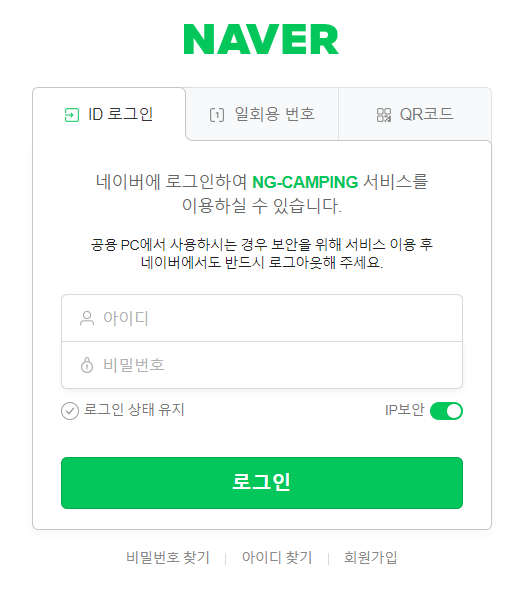 NAVER
ID 로그인
일회용 번호
QR코드
네이버에 로그인하여 NG-CAMPING 서비스를
이용하실 수 있습니다.
공용 PC에서 사용하시는 경우 보안을 위해 서비스 이용 후
네이버에서도 반드시 로그아웃해 주세요.
아이디
비밀번호
로그인 상태 유지
IP보안
로그인
비밀번호 찾기
아이디 찾기
회원가입